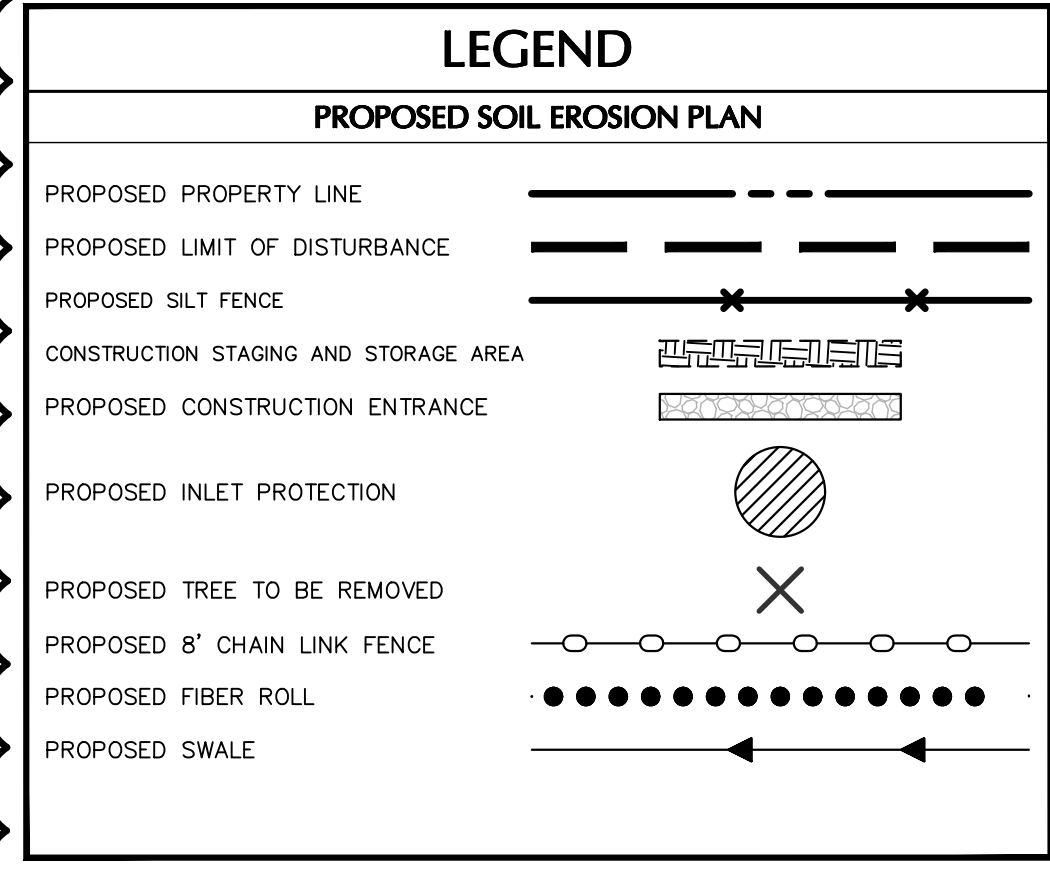 LEGEND
PROPOSED SOIL EROSION PLAN
PROPOSED PROPERTY LINE
PROPOSED LIMIT OF DISTURBANCE
PROPOSED SILT FENCE
CONSTRUCTION STAGING AND STORAGE AREA
PROPOSED CONSTRUCTION ENTRANCE
PROPOSED INLET PROTECTION
PROPOSED TREE TO BE REMOVED
PROPOSED 8' CHAIN LINK FENCE
PROPOSED FIBER ROLL
PROPOSED SWALE